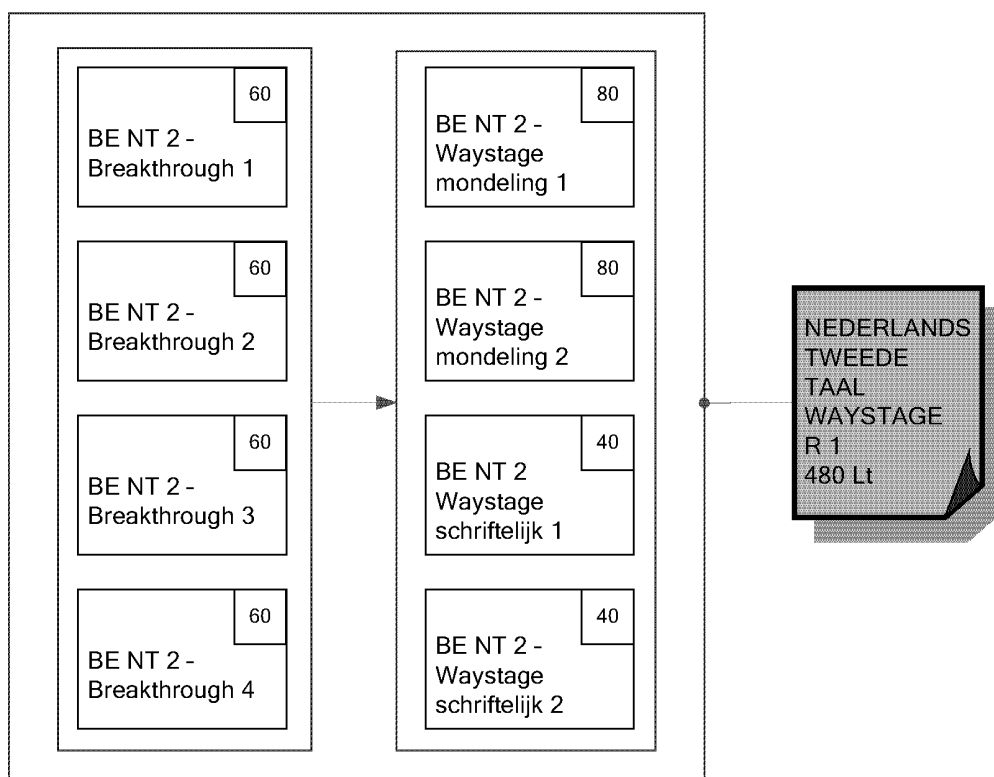 60
BE NT 2 -
Breakthrough 1
60
BE NT 2 -
Breakthrough 2
60
BE NT 2 -
Breakthrough 3
60
BE NT 2 -
Breakthrough 4
80
BE NT 2 -
Waystage
mondeling 1
80
BE NT 2 -
Waystage
mondeling 2
40
BE NT 2
Waystage
schriftelijk 1
40
BE NT 2 -
Waystage
schriftelijk 2
NEDERLANDS
TWEEDE
TAAL
WAYSTAGE
R 1
480 Lt